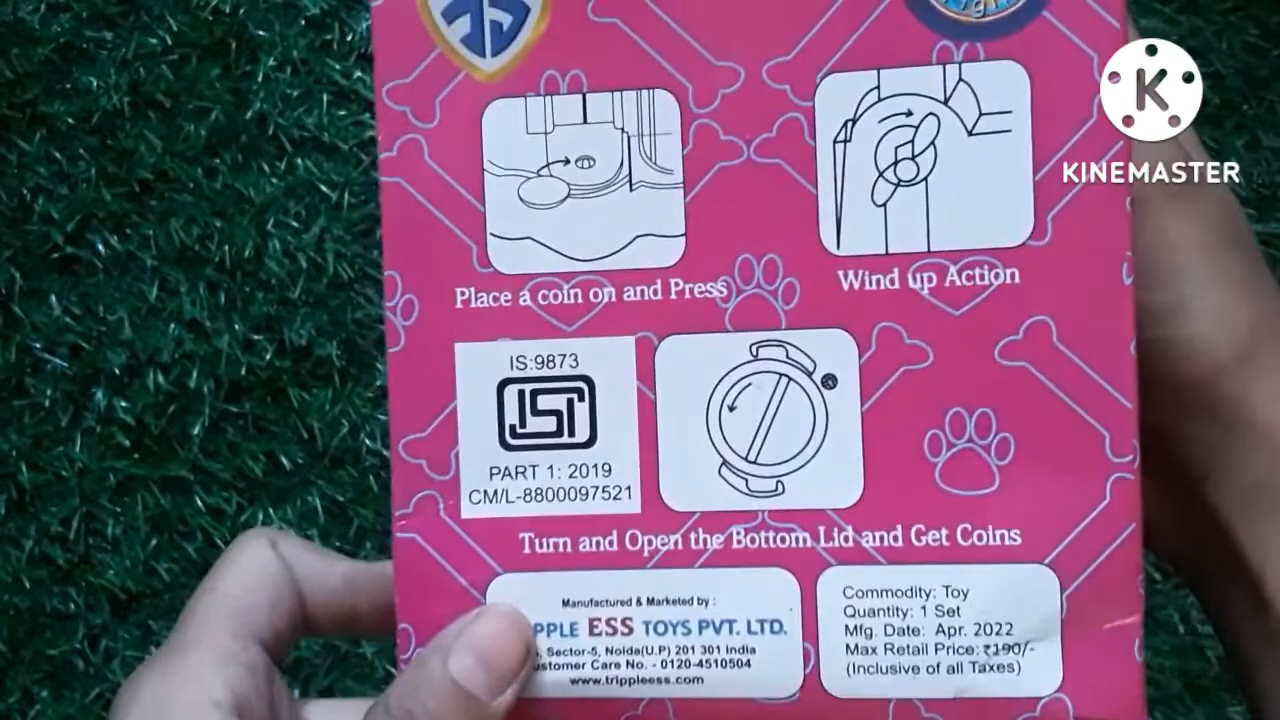 K
KINEMASTER
Place a coin on and Press
Wind up Action
IS:9873
ISI
PART 1: 2019
CM/L-8800097521
Turn and Open the Bottom Lid and Get Coins
Manufactured & Marketed by :
PPLE ESS TOYS PVT. LTD.
Sector-5, Noida(U.P) 201 301 India
ustomer Care No. - 0120-4510504
www.trippleess.com
Commodity: Toy
Quantity: 1 Set
Mfg. Date: Apr. 2022
Max Retail Price: ₹190/-
(Inclusive of all Taxes)